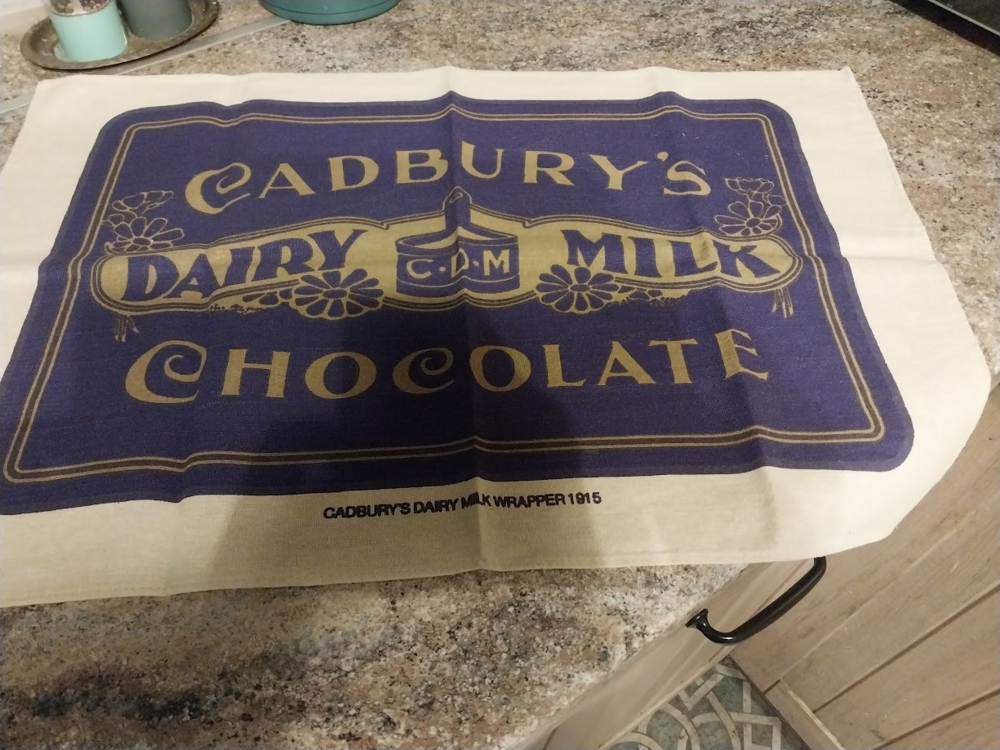 CADBURY'S
DAIRY C·D·M MILK
CHOCOLATE
CADBURY'S DAIRY MILK WRAPPER 1915